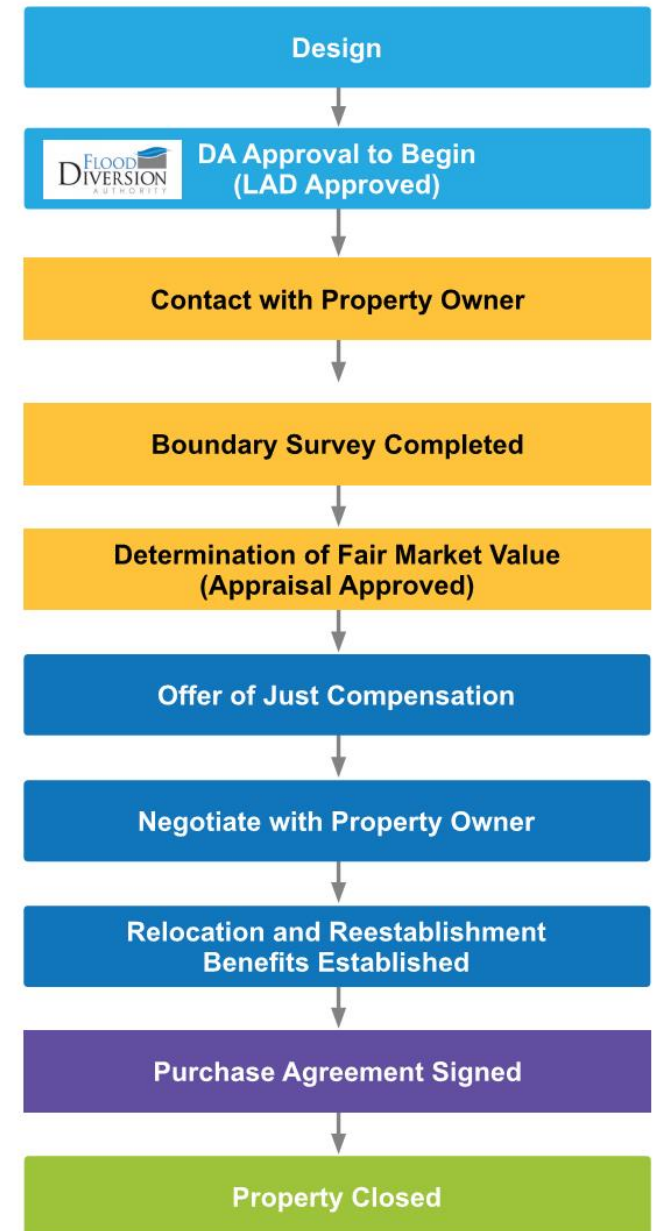 Design
FLOOD
DIVERSION
AUTHORITY
DA Approval to Begin
(LAD Approved)
Contact with Property Owner
Boundary Survey Completed
Determination of Fair Market Value
(Appraisal Approved)
Offer of Just Compensation
Negotiate with Property Owner
Relocation and Reestablishment
Benefits Established
Purchase Agreement Signed
Property Closed